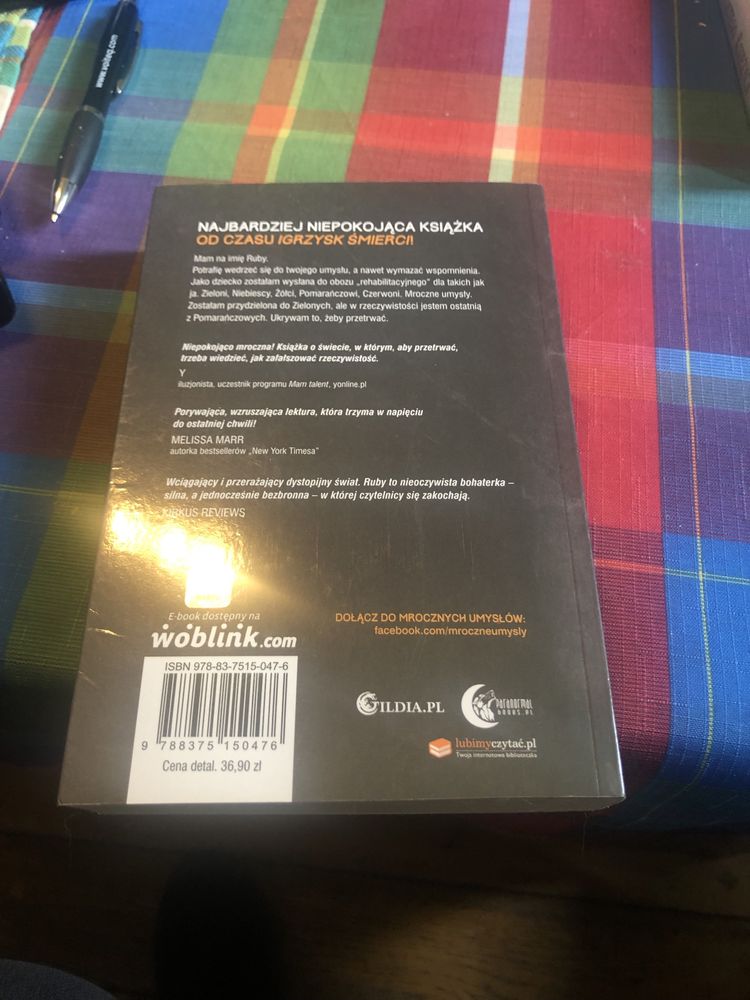 www.voiteq.com
NAJBARDZIEJ NIEPOKOJĄCA KSIĄŻKA
OD CZASU IGRZYSK ŚMIERCI!
Mam na imię Ruby.
Potrafię wedrzeć się do twojego umysłu, a nawet wymazać wspomnienia.
Jako dziecko zostałam wysłana do obozu „rehabilitacyjnego” dla takich jak
ja. Zieloni, Niebiescy, Żółci, Pomarańczowi, Czerwoni. Mroczne umysły.
Zostałam przydzielona do Zielonych, ale w rzeczywistości jestem ostatnią
z Pomarańczowych. Ukrywam to, żeby przetrwać.
Niepokojąco mroczna! Książka o świecie, w którym, aby przetrwać,
trzeba wiedzieć, jak zafałszować rzeczywistość.
Y
iluzjonista, uczestnik programu Mam talent, yonline.pl
Porywająca, wzruszająca lektura, która trzyma w napięciu
do ostatniej chwili!
MELISSA MARR
autorka bestsellerów „New York Timesa”
Wciągający i przerażający dystopijny świat. Ruby to nieoczywista bohaterka –
silna, a jednocześnie bezbronna – w której czytelnicy się zakochają.
KIRKUS REVIEWS
E-book dostępny na
woblink.com
DOŁĄCZ DO MROCZNYCH UMYSŁÓW:
facebook.com/mroczneumysly
ISBN 978-83-7515-047-6
9 788375 150476
Cena detal. 36,90 zł
GILDIA.PL
PARANORMAL
BOOKS.PL
lubimyczytać.pl
Twoja internetowa biblioteczka